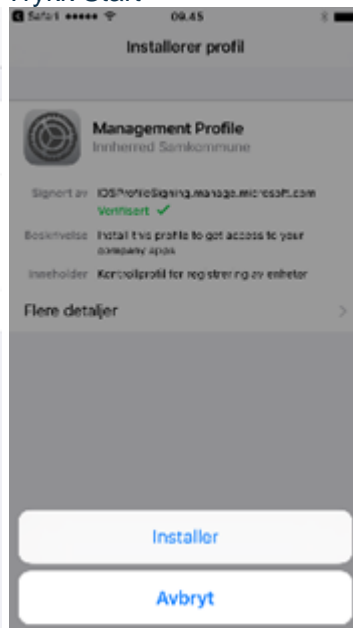 Trykk Start
Safari 09.45
Installerer profil
Management Profile
Innherred Samkommune
Signert av IOSProfileSigning.manage.microsoft.com
Verifisert ✓
Beskrivelse Install this profile to get access to your
company apps
Inneholder Kontrollprofil for registrering av enheter
Flere detaljer
Installer
Avbryt